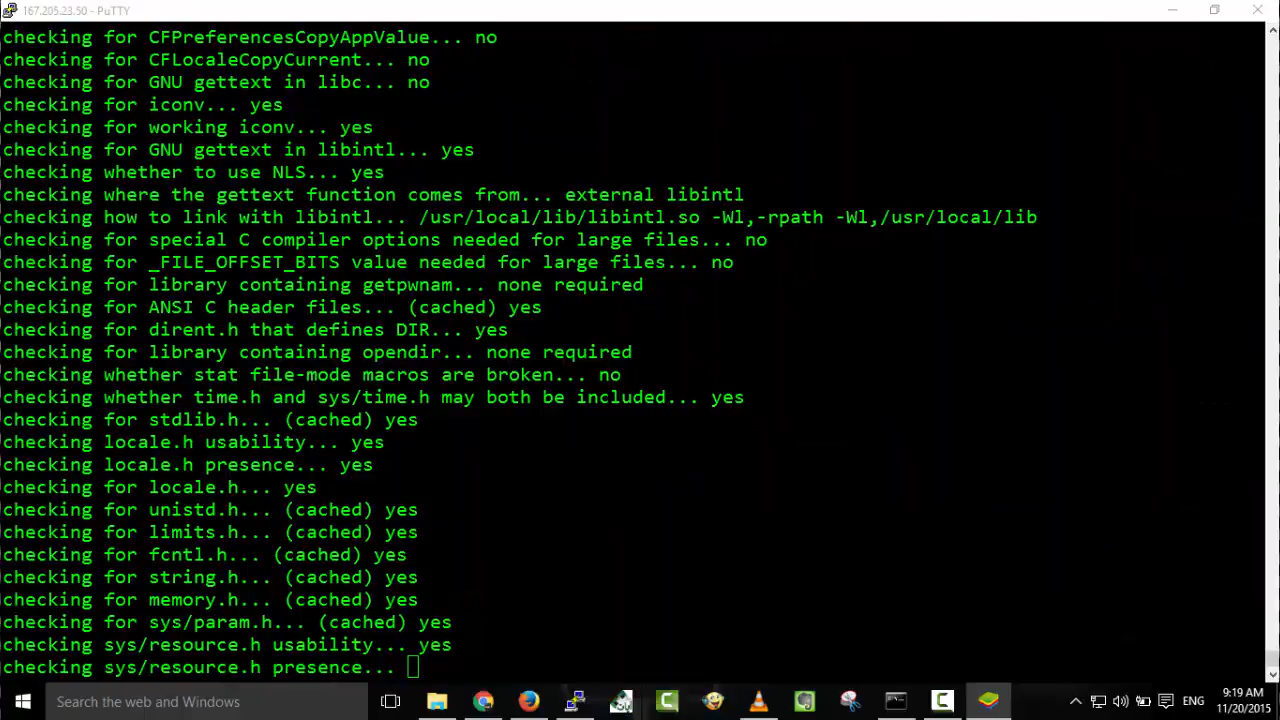 167.205.23.50 - PuTTY
checking for CFPreferencesCopyAppValue... no
checking for CFLocaleCopyCurrent... no
checking for GNU gettext in libc... no
checking for iconv... yes
checking for working iconv... yes
checking for GNU gettext in libintl... yes
checking whether to use NLS... yes
checking where the gettext function comes from... external libintl
checking how to link with libintl... /usr/local/lib/libintl.so -Wl,-rpath -Wl,/usr/local/lib
checking for special C compiler options needed for large files... no
checking for _FILE_OFFSET_BITS value needed for large files... no
checking for library containing getpwnam... none required
checking for ANSI C header files... (cached) yes
checking for dirent.h that defines DIR... yes
checking for library containing opendir... none required
checking whether stat file-mode macros are broken... no
checking whether time.h and sys/time.h may both be included... yes
checking for stdlib.h... (cached) yes
checking locale.h usability... yes
checking locale.h presence... yes
checking for locale.h... yes
checking for unistd.h... (cached) yes
checking for limits.h... (cached) yes
checking for fcntl.h... (cached) yes
checking for string.h... (cached) yes
checking for memory.h... (cached) yes
checking for sys/param.h... (cached) yes
checking sys/resource.h usability... yes
checking sys/resource.h presence...
Search the web and Windows
ENG
9:19 AM
11/20/2015